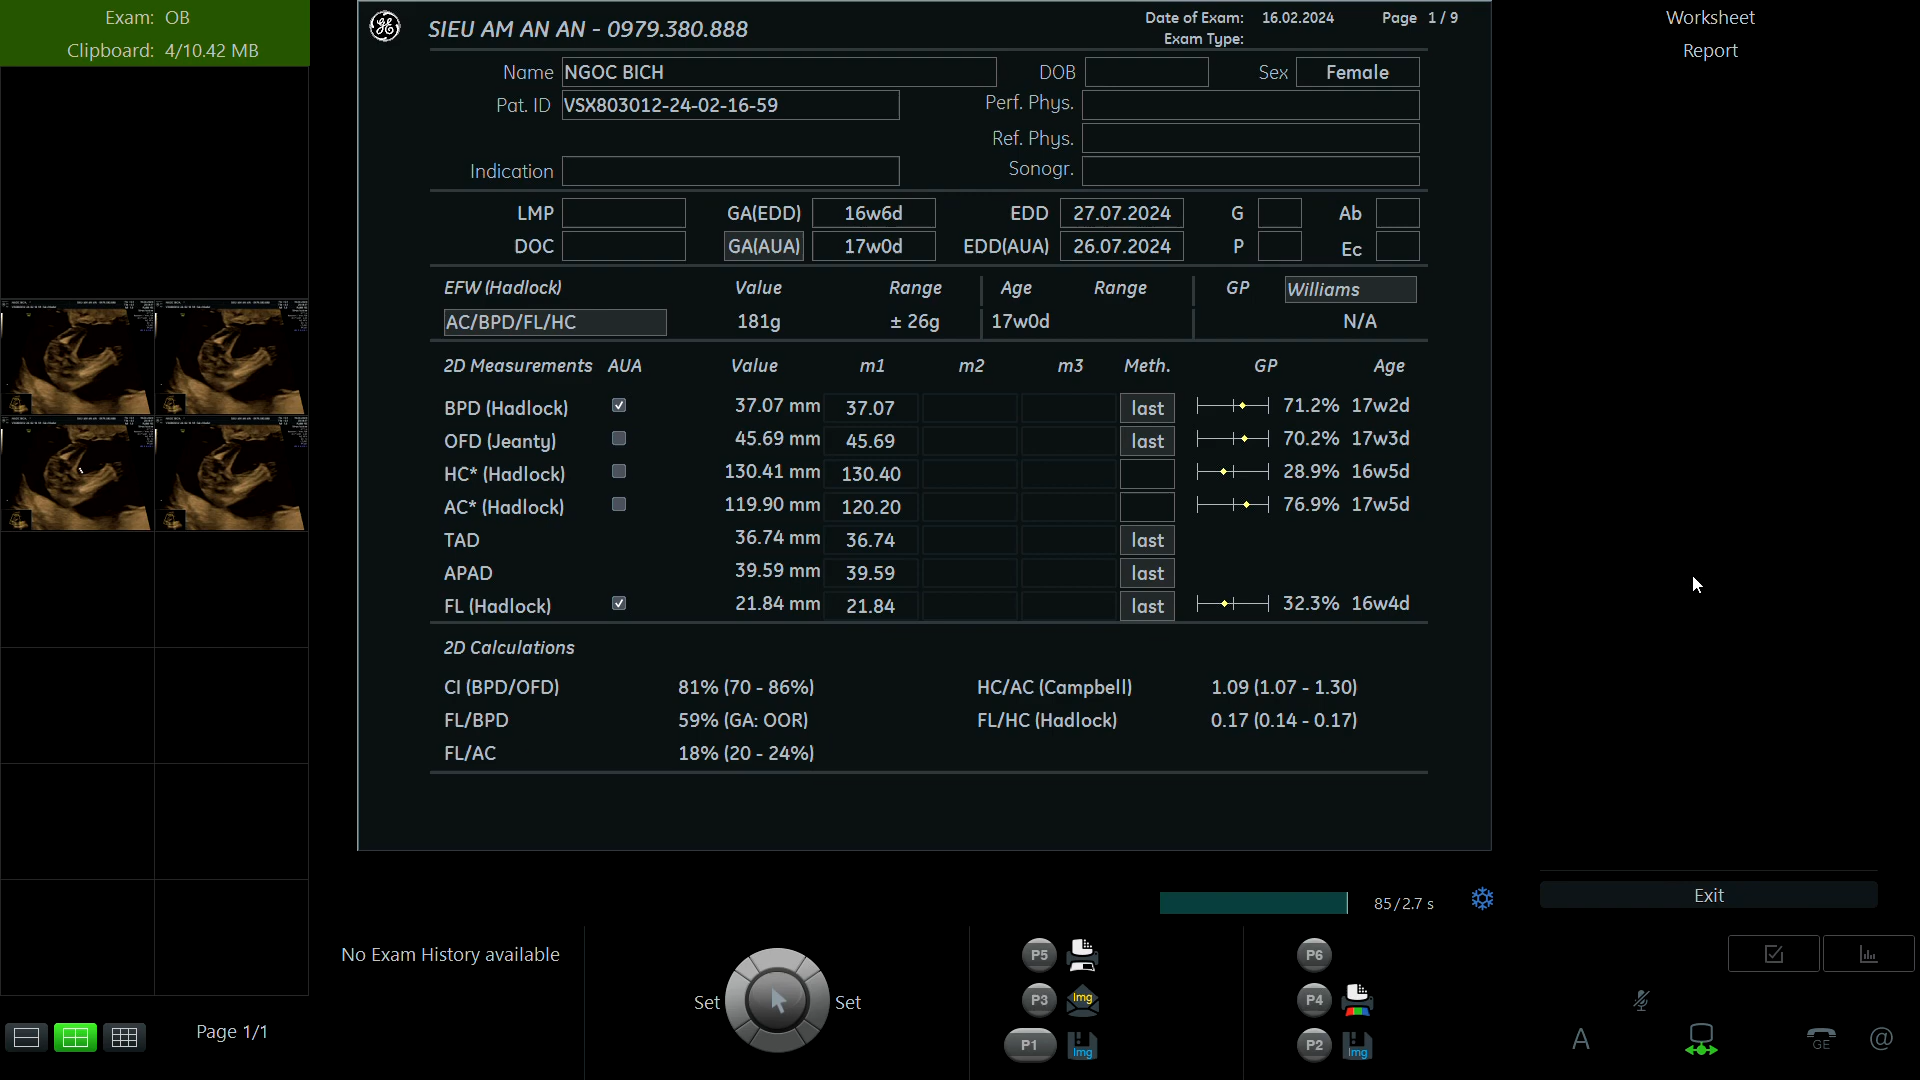 Exam: OB
Clipboard: 4/10.42 MB
SIEU AM AN AN - 0979.380.888
Date of Exam: 16.02.2024 Page 1 / 9
Exam Type:
Name NGOC BICH DOB Sex Female
Pat. ID VSX803012-24-02-16-59 Perf. Phys.
Ref. Phys.
Indication Sonogr.
LMP GA(EDD) 16w6d EDD 27.07.2024 G Ab
DOC GA(AUA) 17w0d EDD(AUA) 26.07.2024 P Ec
EFW (Hadlock) Value Range Age Range GP Williams
AC/BPD/FL/HC 181g ± 26g 17w0d N/A
2D Measurements AUA Value m1 m2 m3 Meth. GP Age
BPD (Hadlock) 37.07 mm 37.07 last 71.2% 17w2d
OFD (Jeanty) 45.69 mm 45.69 last 70.2% 17w3d
HC* (Hadlock) 130.41 mm 130.40 28.9% 16w5d
AC* (Hadlock) 119.90 mm 120.20 76.9% 17w5d
TAD 36.74 mm 36.74 last
APAD 39.59 mm 39.59 last
FL (Hadlock) 21.84 mm 21.84 last 32.3% 16w4d
2D Calculations
CI (BPD/OFD) 81% (70 - 86%) HC/AC (Campbell) 1.09 (1.07 - 1.30)
FL/BPD 59% (GA: OOR) FL/HC (Hadlock) 0.17 (0.14 - 0.17)
FL/AC 18% (20 - 24%)
Worksheet
Report
85/2.7 s
Exit
No Exam History available
Set Set
P5
P3 Img
P1 Img
P6
P4
P2 Img
Page 1/1
A GE @